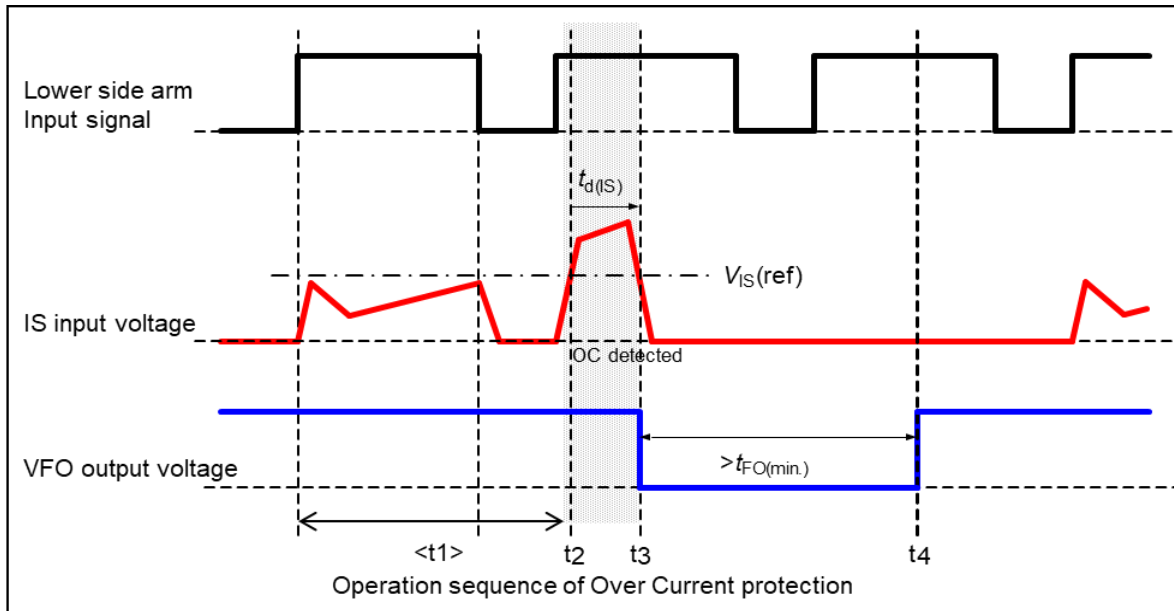 Lower side arm
Input signal
td(IS)
VIS(ref)
IS input voltage
OC detected
VFO output voltage
>tFO(min.)
<t1>
t2
t3
t4
Operation sequence of Over Current protection